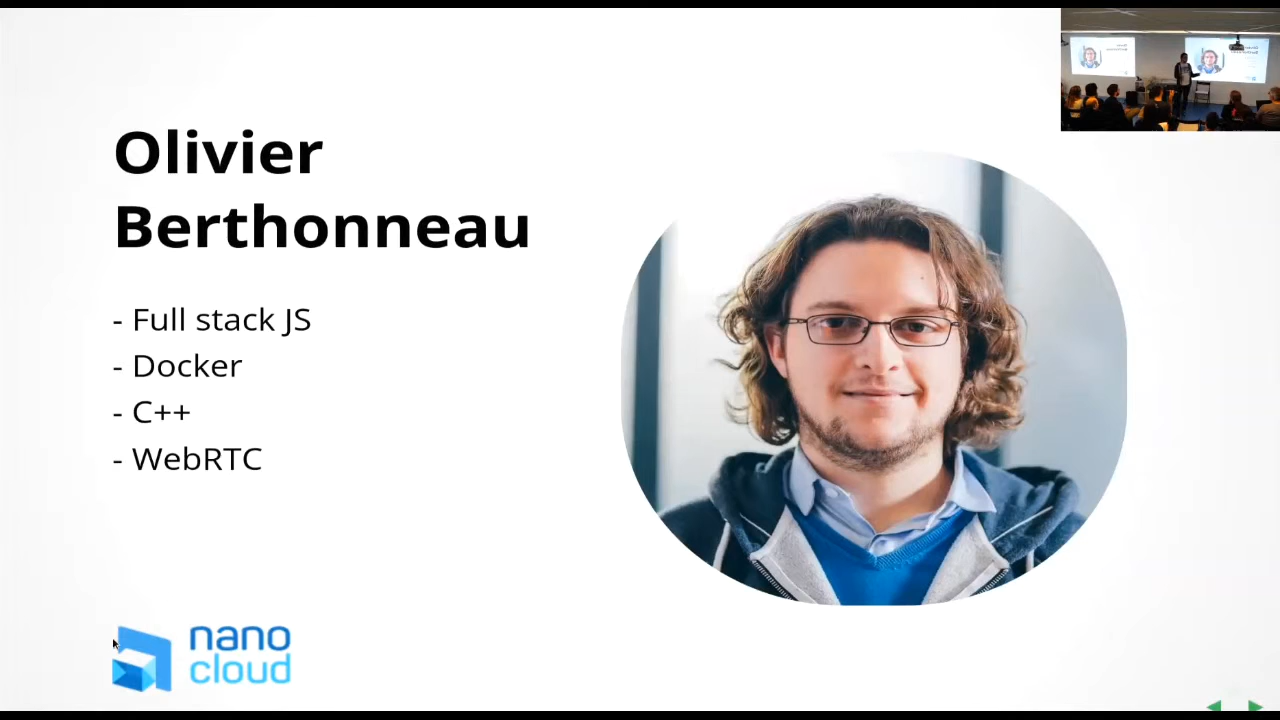 Olivier
Berthonneau
- Full stack JS
- Docker
- C++
- WebRTC
nano
cloud